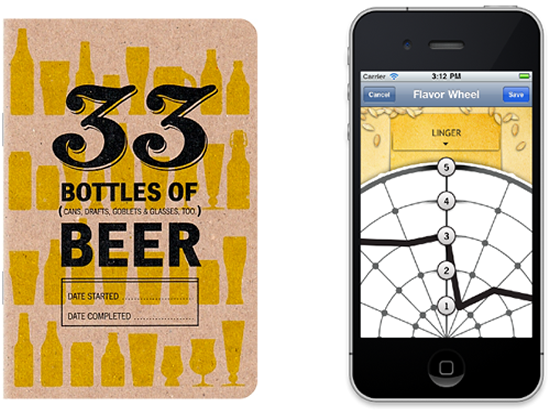 33
BOTTLES OF
(CANS, DRAFTS, GOBLETS & GLASSES, TOO.)
BEER
DATE STARTED ....................
DATE COMPLETED ..................
Carrier 3:12 PM
Cancel Flavor Wheel Save
LINGER
5
4
3
2
1